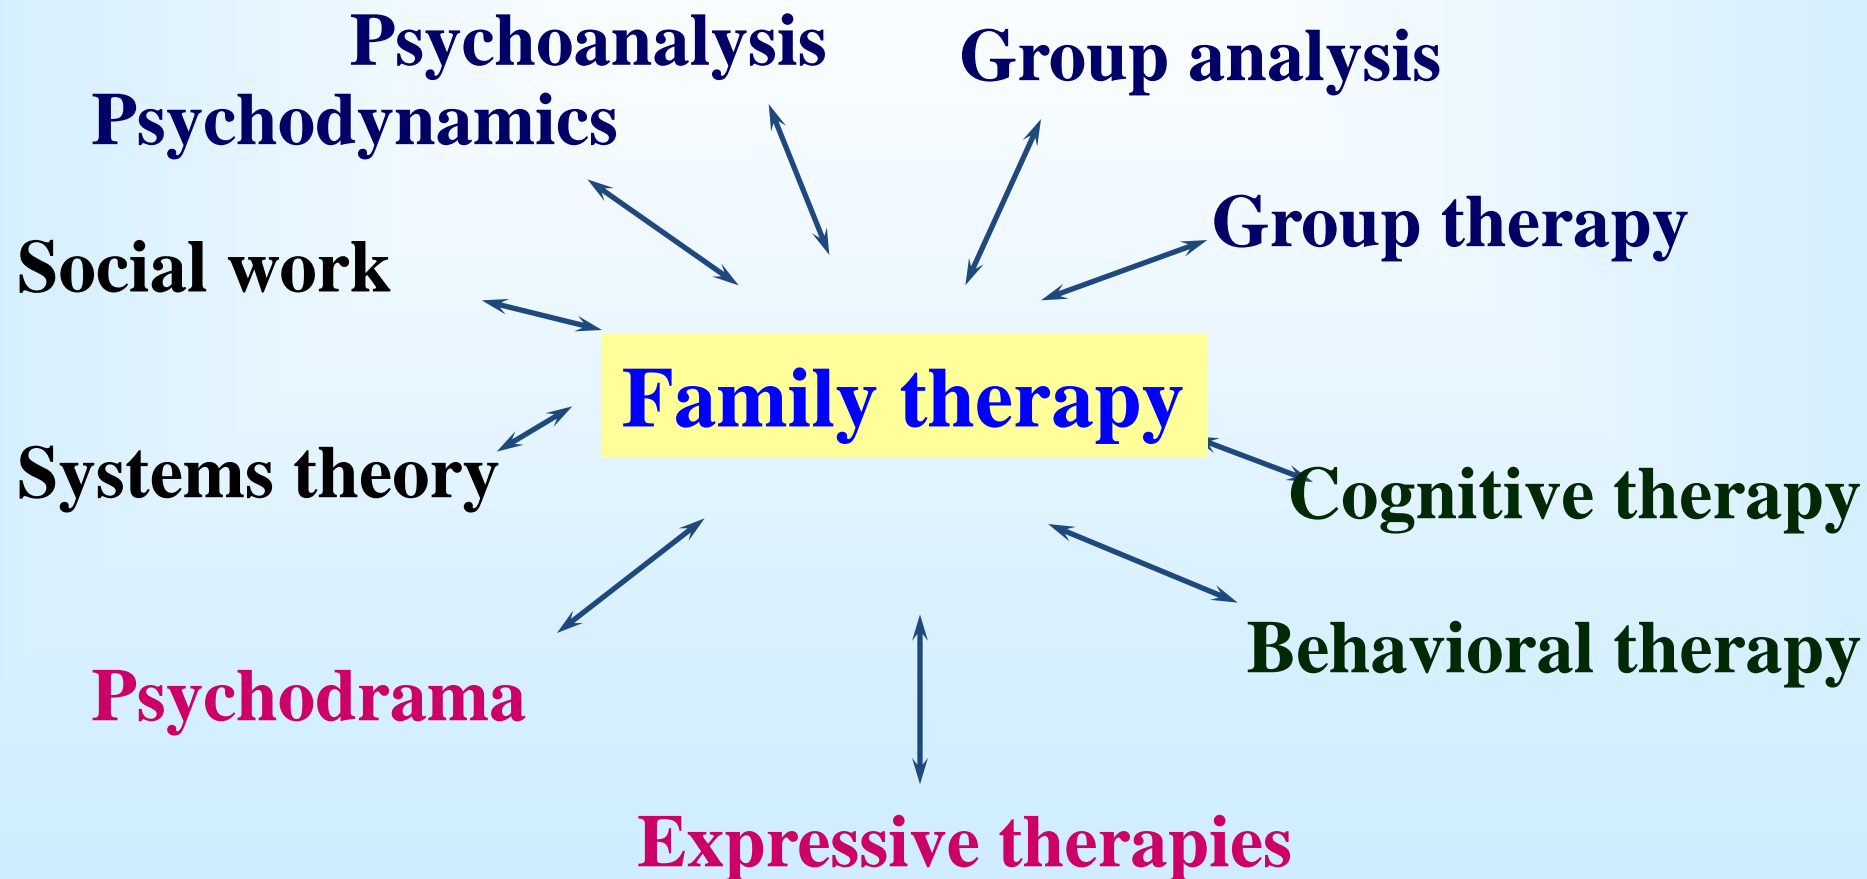 Psychoanalysis
Group analysis
Psychodynamics
Group therapy
Social work
Family therapy
Systems theory
Cognitive therapy
Behavioral therapy
Psychodrama
Expressive therapies